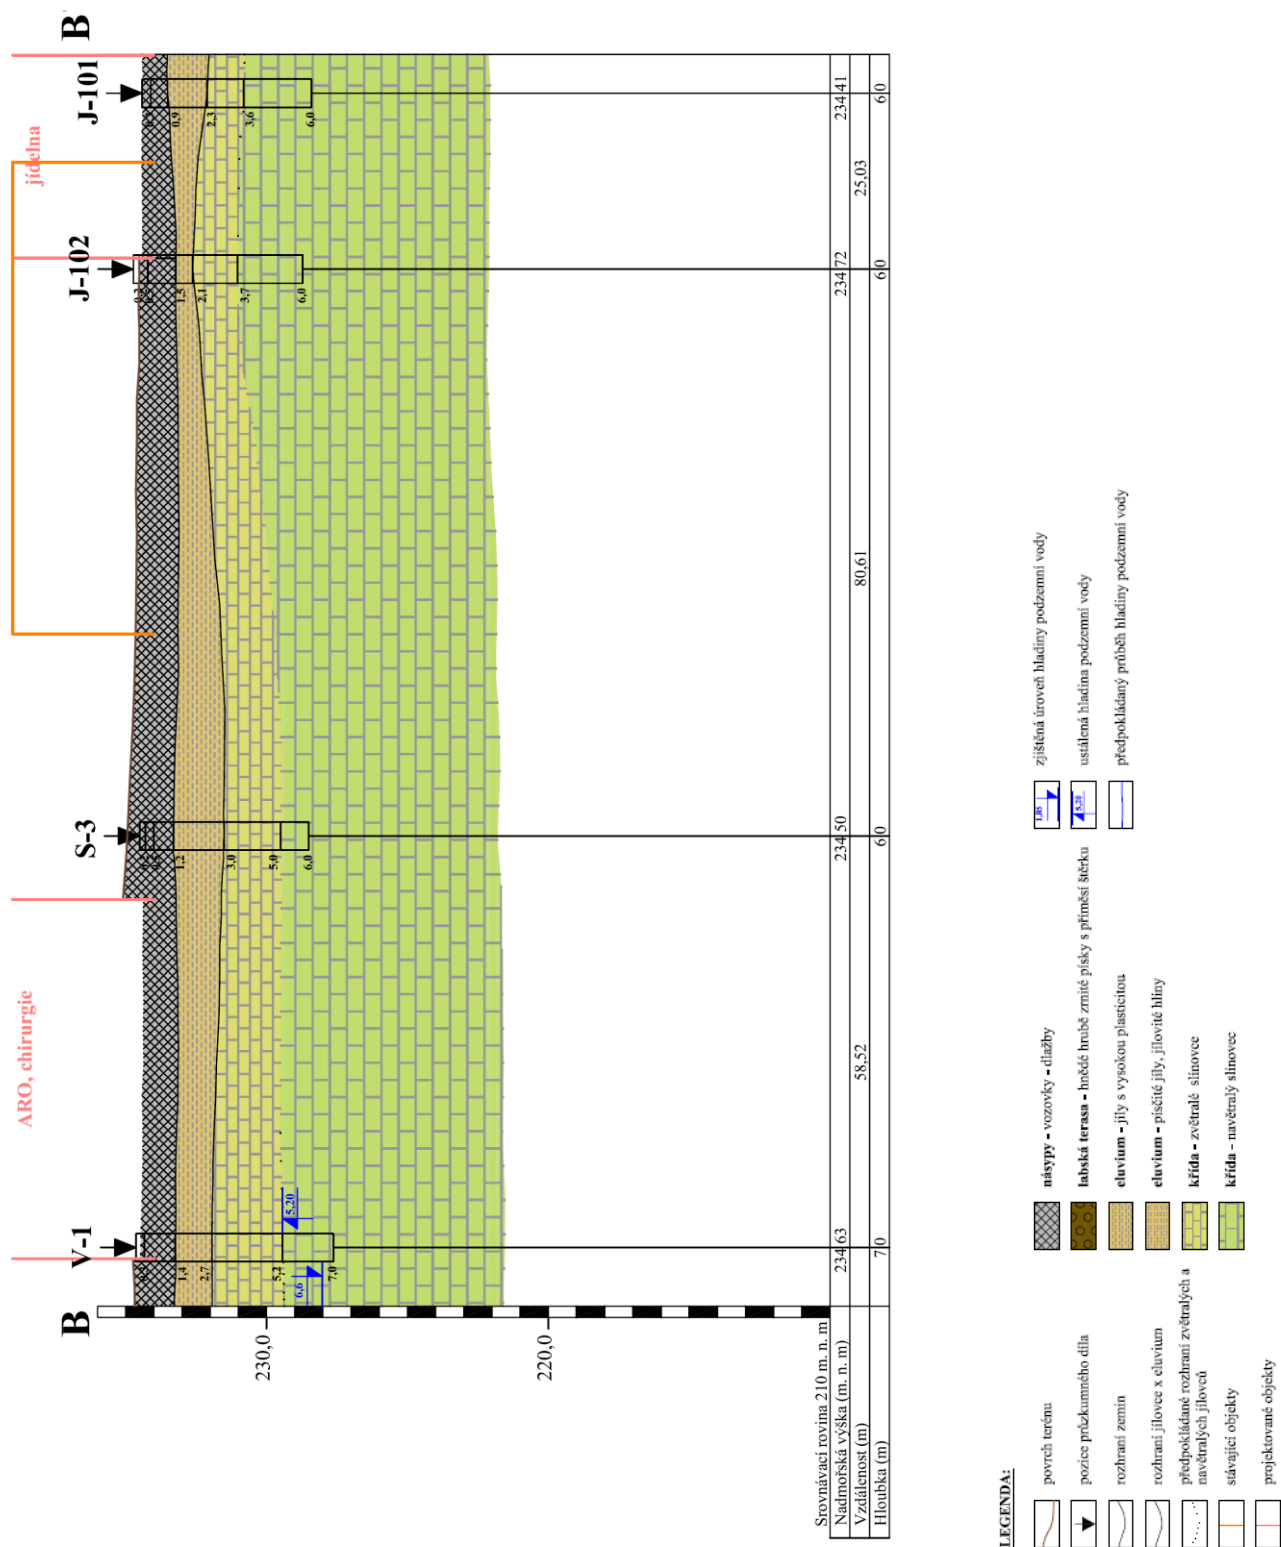 B
V-1
S-3
J-102
J-101
B'
ARO, chirurgie
jídelna
1,4
2,7
5,2
7,0
5,20
6,6
1,2
3,0
5,0
6,0
1,5
2,1
3,7
6,0
0,9
2,3
3,6
6,0
230,0
220,0
Srovnávací rovina 210 m. n. m
Nadmořská výška (m. n. m) 234 63 234 50 234 72 234 41
Vzdálenost (m) 58,52 80,61 25,03
Hloubka (m) 7 0 6 0 6 0 6 0
LEGENDA:
povrch terénu
pozice průzkumného díla
rozhraní zemin
rozhraní jílovce x eluvium
předpokládané rozhraní zvětralých a
navětralých jílovců
stávající objekty
projektované objekty
násypy - vozovky - dlažby
labská terasa - hnědé hrubě zrnité písky s příměsí štěrku
eluvium - jíly s vysokou plasticitou
eluvium - písčité jíly, jílovité hlíny
křída - zvětralé slínovce
křída - navětralý slínovec
1,85 zjištěná úroveň hladiny podzemní vody
5,20 ustálená hladina podzemní vody
předpokládaný průběh hladiny podzemní vody